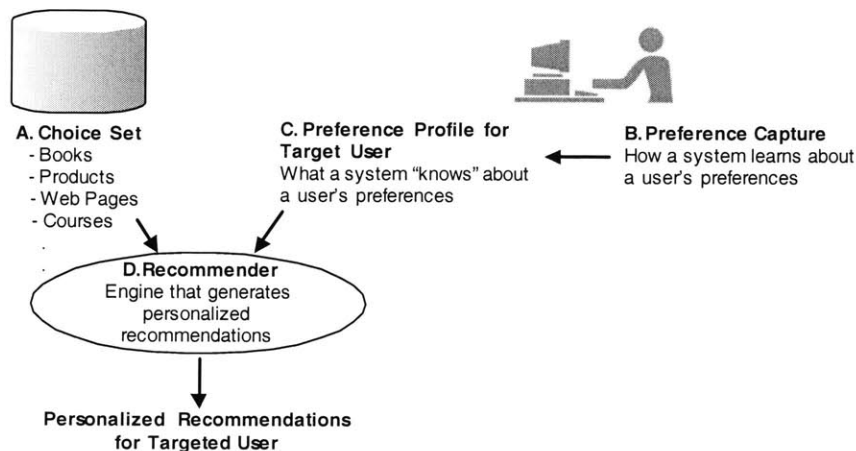 A. Choice Set
- Books
- Products
- Web Pages
- Courses
.
.
C. Preference Profile for
Target User
What a system “knows” about
a user's preferences
B. Preference Capture
How a system learns about
a user's preferences
D. Recommender
Engine that generates
personalized
recommendations
Personalized Recommendations
for Targeted User